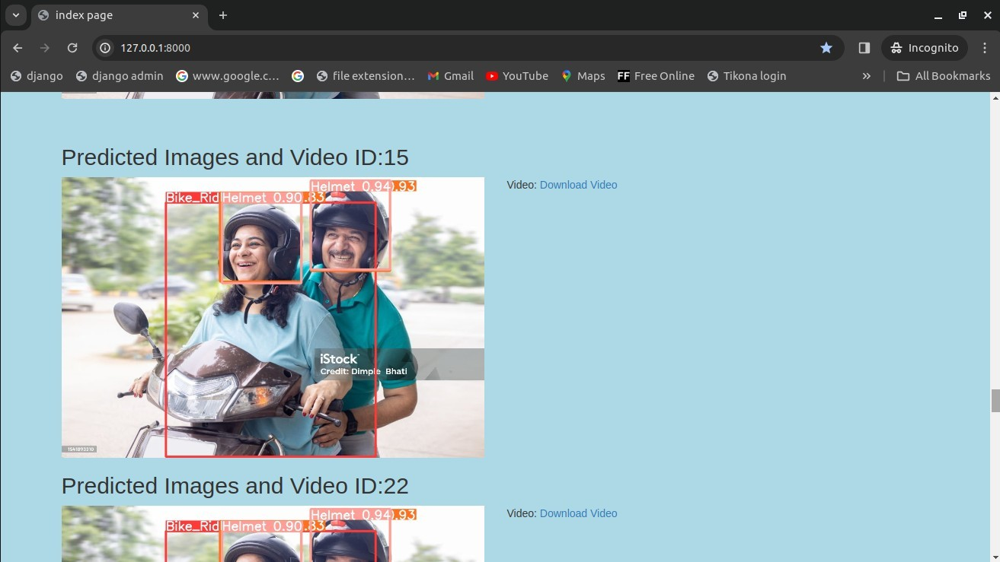 index page
127.0.0.1:8000
Incognito
django
django admin
www.google.c...
file extension...
Gmail
YouTube
Maps
FF Free Online
Tikona login
All Bookmarks
Predicted Images and Video ID:15
Video: Download Video
Helmet 0.94 0.93
Bike_Rid Helmet 0.90 .83
iStock
Credit: Dimple Bhati
1541893310
Predicted Images and Video ID:22
Video: Download Video
Helmet 0.94 0.93
Bike_Rid Helmet 0.90 .83